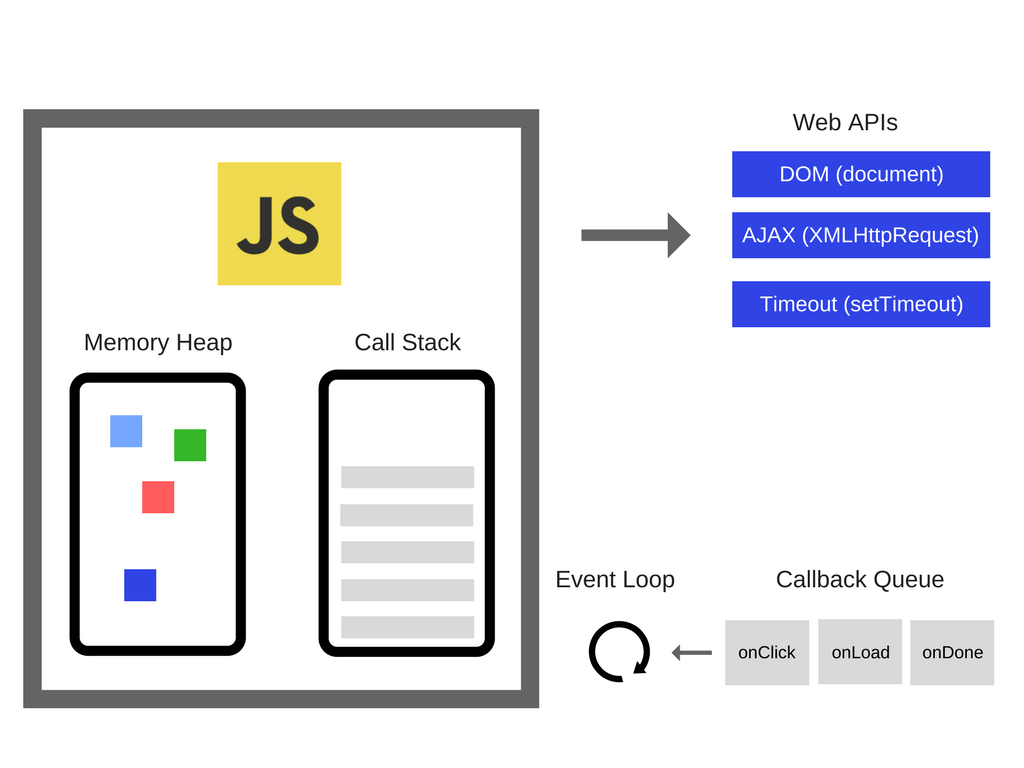 JS
Memory Heap
Call Stack
Web APIs
DOM (document)
AJAX (XMLHttpRequest)
Timeout (setTimeout)
Event Loop
Callback Queue
onClick
onLoad
onDone